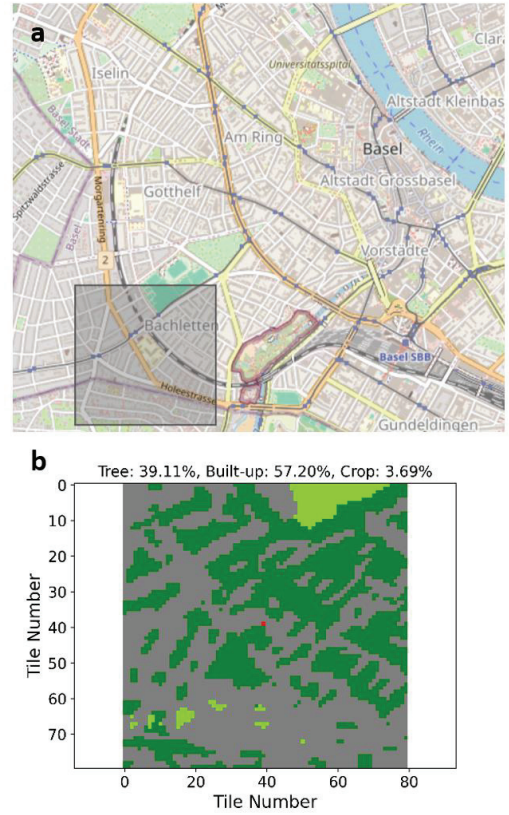 a
Iselin
Universitätsspital
Clara
Altstadt Kleinbas
Basel Stadt
Am Ring
Basel
Rhein
Spitzwaldstrasse
Gotthelf
Altstadt Grossbasel
Basel
Morgartenring
Vorstädte
2
Bachletten
Basel SBB
Holeestrasse
Gundeldingen
b
Tree: 39.11%, Built-up: 57.20%, Crop: 3.69%
0
10
20
30
40
50
60
70
Tile Number
0 20 40 60 80
Tile Number